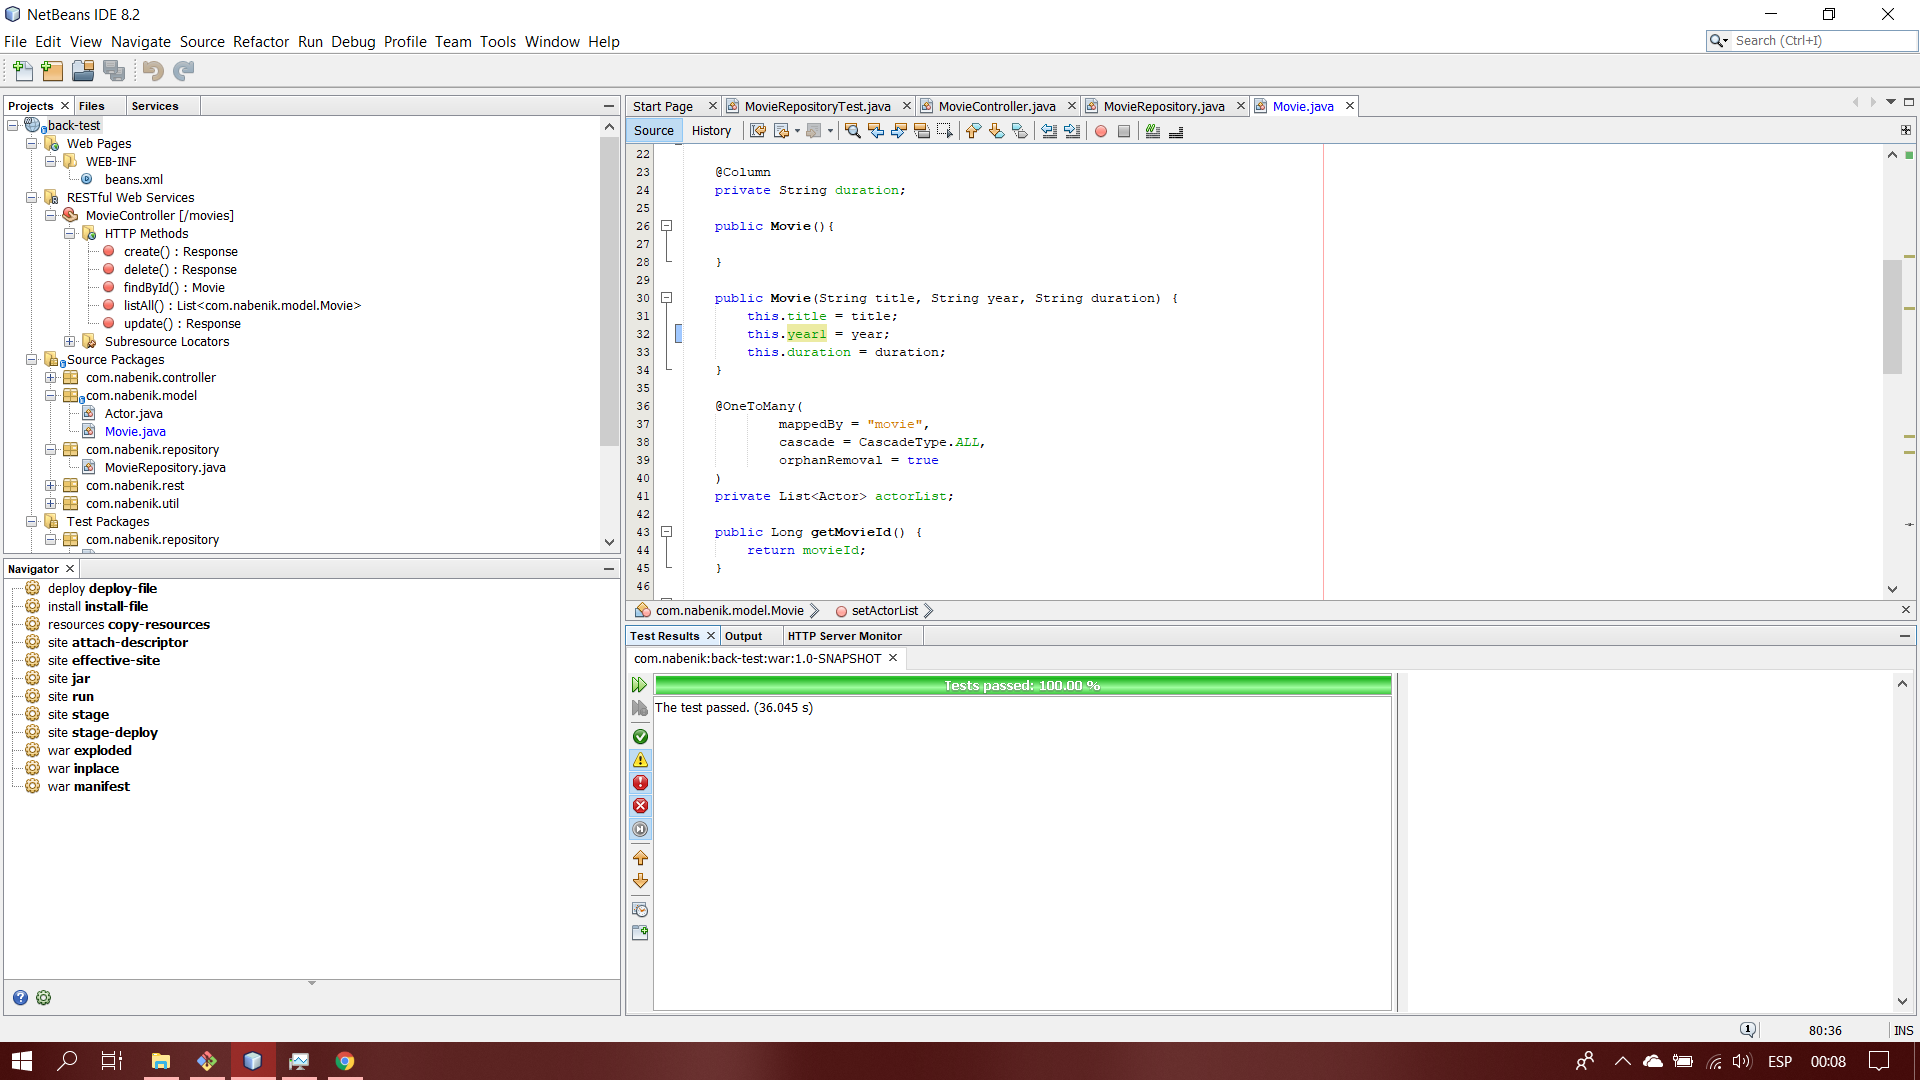 NetBeans IDE 8.2
File Edit View Navigate Source Refactor Run Debug Profile Team Tools Window Help
Search (Ctrl+I)
Projects Files Services
back-test
Web Pages
WEB-INF
beans.xml
RESTful Web Services
MovieController [/movies]
HTTP Methods
create() : Response
delete() : Response
findById() : Movie
listAll() : List<com.nabenik.model.Movie>
update() : Response
Subresource Locators
Source Packages
com.nabenik.controller
com.nabenik.model
Actor.java
Movie.java
com.nabenik.repository
MovieRepository.java
com.nabenik.rest
com.nabenik.util
Test Packages
com.nabenik.repository
Navigator
deploy deploy-file
install install-file
resources copy-resources
site attach-descriptor
site effective-site
site jar
site run
site stage
site stage-deploy
war exploded
war inplace
war manifest
Start Page MovieRepositoryTest.java MovieController.java MovieRepository.java Movie.java
Source History
22
23 @Column
24 private String duration;
25
26 public Movie(){
27
28 }
29
30 public Movie(String title, String year, String duration) {
31 this.title = title;
32 this.year1 = year;
33 this.duration = duration;
34 }
35
36 @OneToMany(
37 mappedBy = "movie",
38 cascade = CascadeType.ALL,
39 orphanRemoval = true
40 )
41 private List<Actor> actorList;
42
43 public Long getMovieId() {
44 return movieId;
45 }
46
com.nabenik.model.Movie setActorList
Test Results Output HTTP Server Monitor
com.nabenik:back-test:war:1.0-SNAPSHOT
Tests passed: 100.00 %
The test passed. (36.045 s)
1 80:36 INS
ESP 00:08